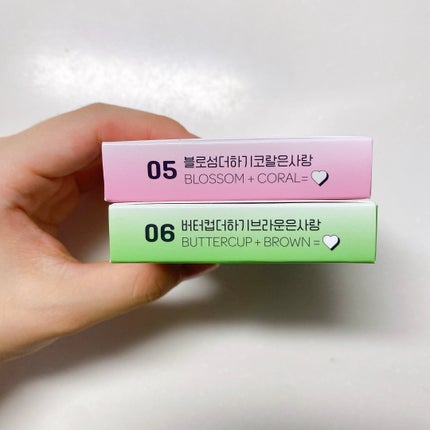 05 블로섬더하기코랄은사랑
BLOSSOM + CORAL=
06 버터컵더하기브라운은사랑
BUTTERCUP + BROWN =